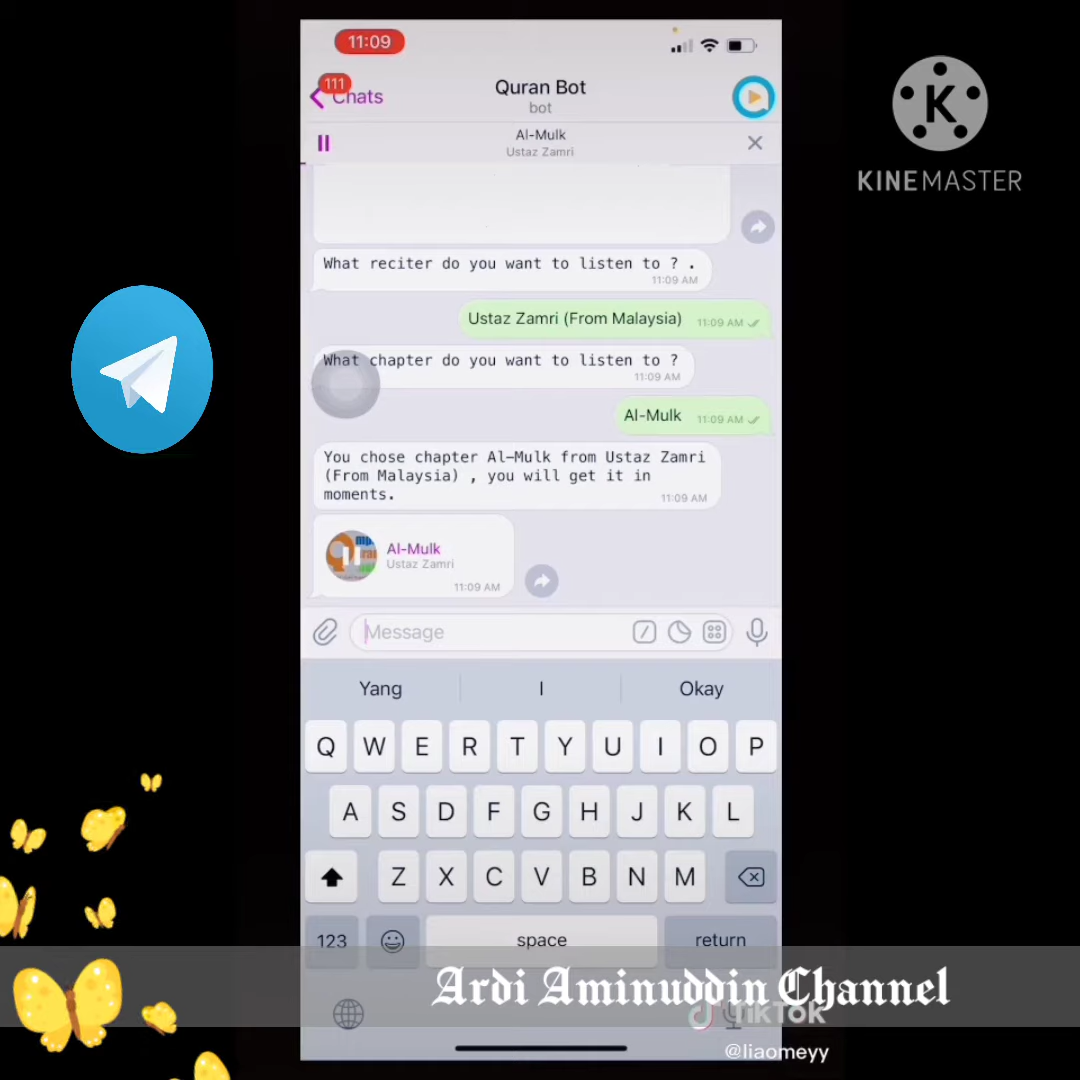 11:09
111
Chats
Quran Bot
bot
Al-Mulk
Ustaz Zamri
KINEMASTER
What reciter do you want to listen to ? .
11:09 AM
Ustaz Zamri (From Malaysia)
11:09 AM
What chapter do you want to listen to ?
11:09 AM
Al-Mulk
11:09 AM
You chose chapter Al-Mulk from Ustaz Zamri
(From Malaysia) , you will get it in
moments.
11:09 AM
Al-Mulk
Ustaz Zamri
11:09 AM
Message
Yang I Okay
Q W E R T Y U I O P
A S D F G H J K L
Z X C V B N M
123 space return
Ardi Aminuddin Channel
TikTok
@liaomeyy